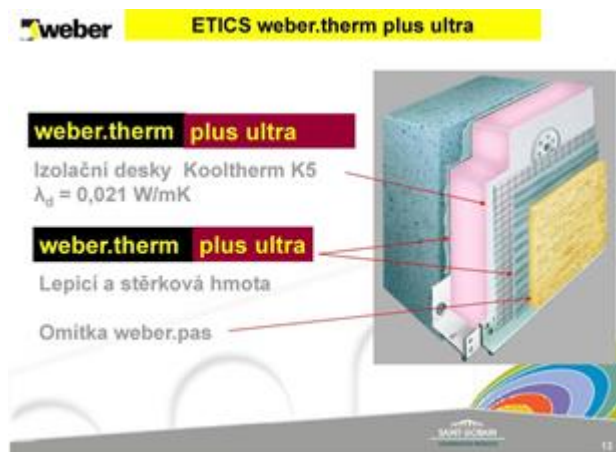 weber
ETICS weber.therm plus ultra
weber.therm plus ultra
Izolační desky Kooltherm K5
λd = 0,021 W/mK
weber.therm plus ultra
Lepicí a stěrková hmota
Omítka weber.pas
SAINT-GOBAIN
13